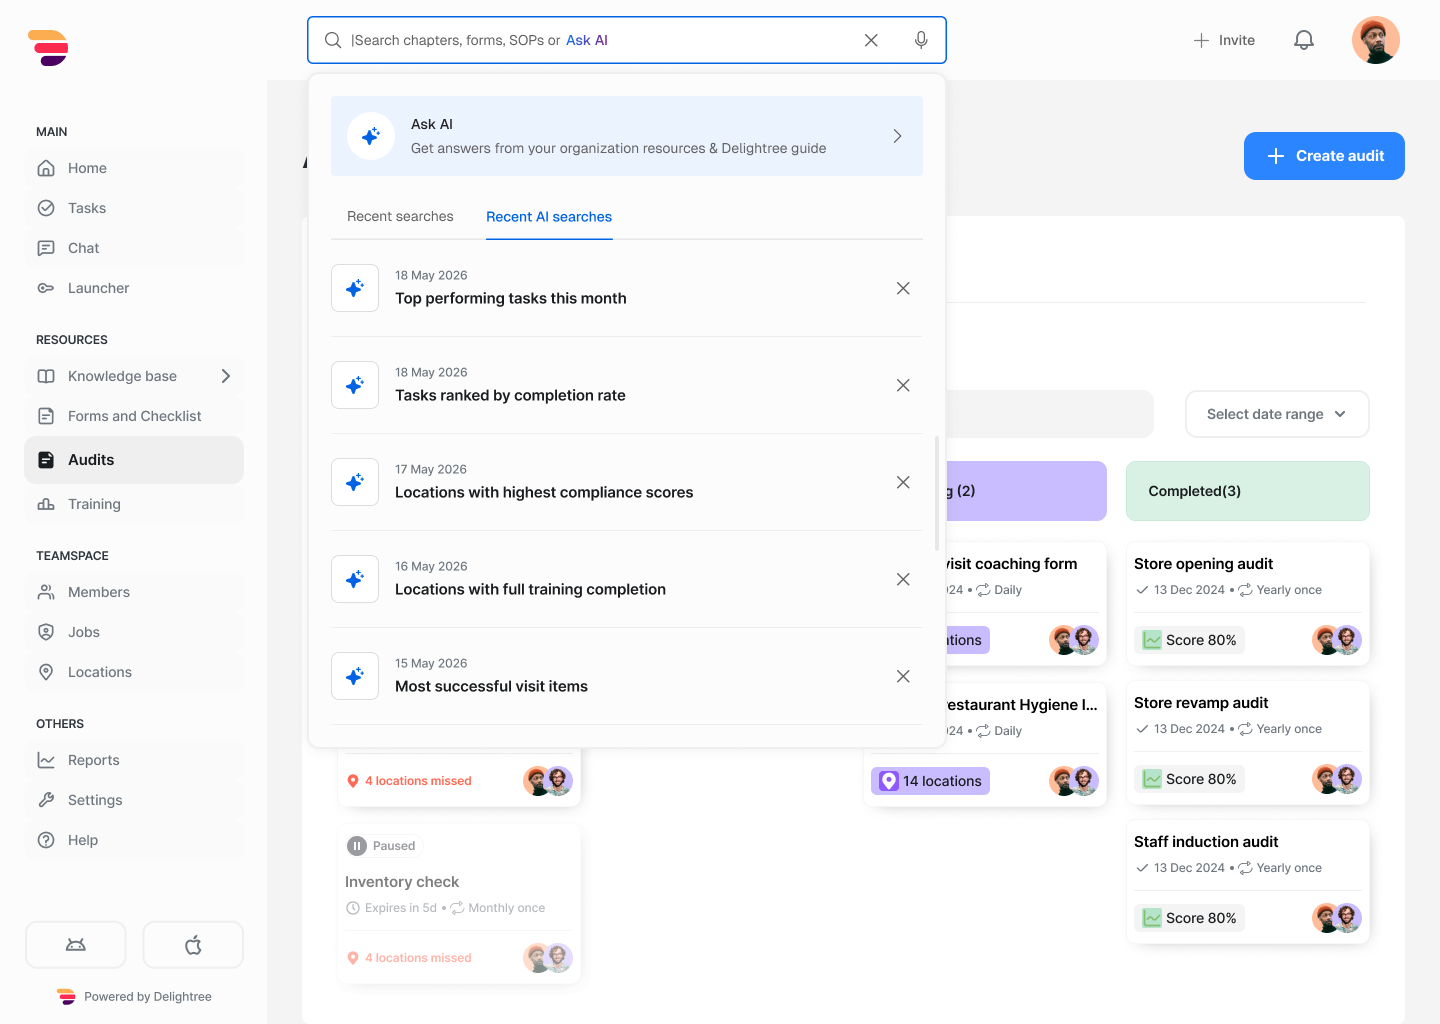 Search chapters, forms, SOPs or Ask AI
Invite
MAIN
Home
Tasks
Chat
Launcher
RESOURCES
Knowledge base
Forms and Checklist
Audits
Training
TEAMSPACE
Members
Jobs
Locations
OTHERS
Reports
Settings
Help
Powered by Delightree
Ask AI
Get answers from your organization resources & Delightree guide
Recent searches
Recent AI searches
18 May 2026
Top performing tasks this month
18 May 2026
Tasks ranked by completion rate
17 May 2026
Locations with highest compliance scores
16 May 2026
Locations with full training completion
15 May 2026
Most successful visit items
Create audit
Select date range
(2)
Completed(3)
4 locations missed
Paused
Inventory check
Expires in 5d • Monthly once
4 locations missed
coaching form
• Daily
Hygiene I...
• Daily
14 locations
Store opening audit
13 Dec 2024 • Yearly once
Score 80%
Store revamp audit
13 Dec 2024 • Yearly once
Score 80%
Staff induction audit
13 Dec 2024 • Yearly once
Score 80%